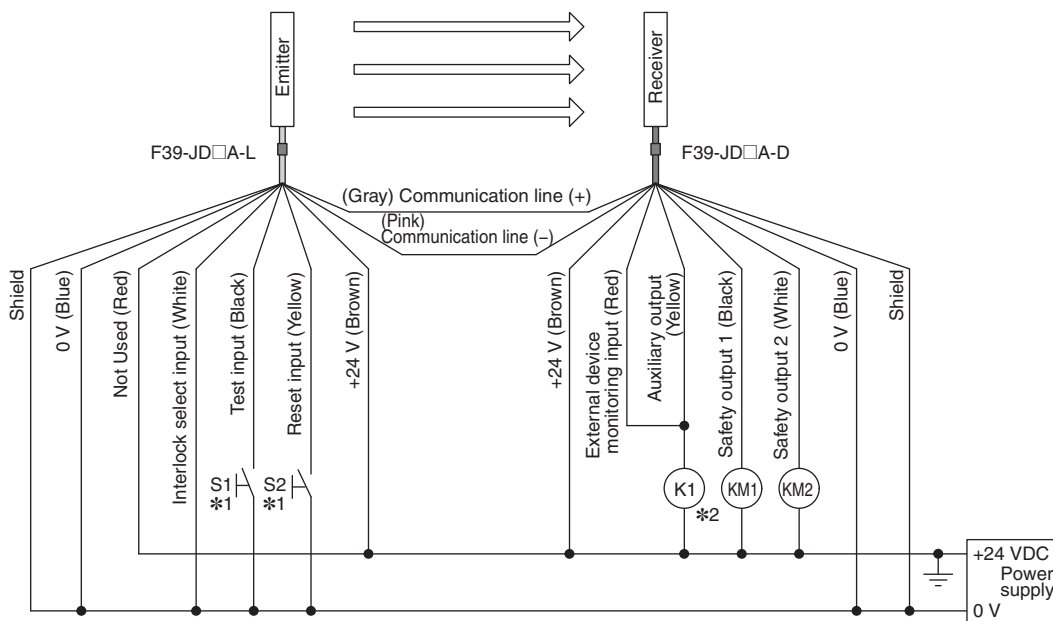 Emitter
Receiver
F39-JD□A-L
F39-JD□A-D
(Gray) Communication line (+)
(Pink)
Communication line (−)
Shield
0 V (Blue)
Not Used (Red)
Interlock select input (White)
Test input (Black)
Reset input (Yellow)
+24 V (Brown)
+24 V (Brown)
External device
monitoring input (Red)
Auxiliary output
(Yellow)
Safety output 1 (Black)
Safety output 2 (White)
0 V (Blue)
Shield
S1
*1
S2
*1
K1
*2
KM1
KM2
+24 VDC
Power
supply
0 V